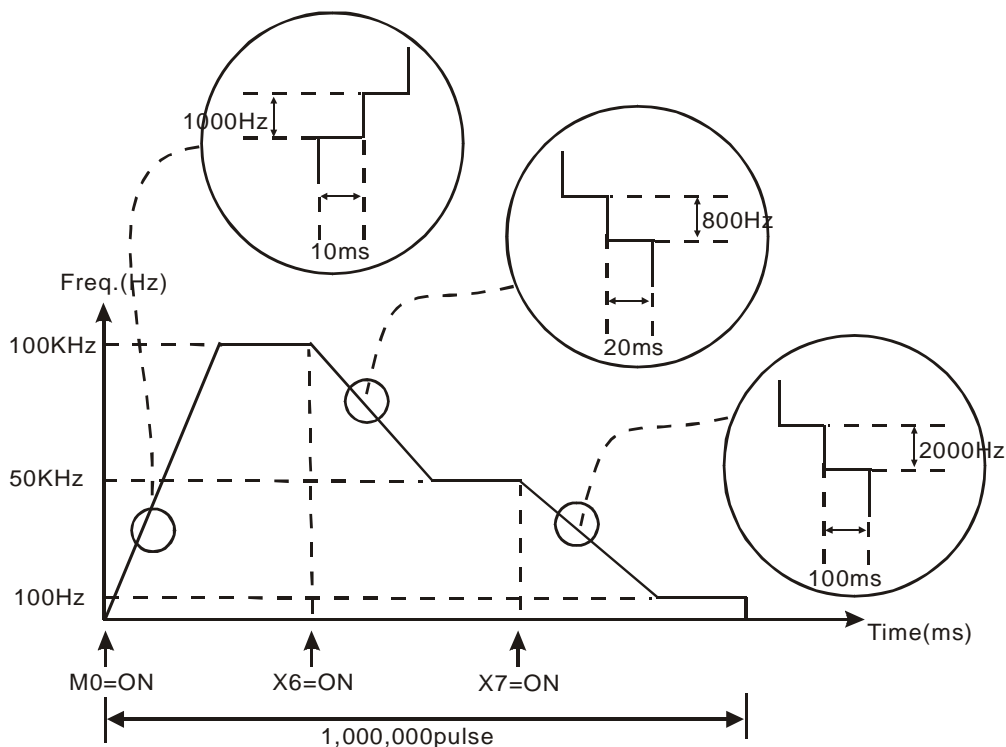 1000Hz
10ms
800Hz
20ms
Freq.(Hz)
100KHz
2000Hz
50KHz
100ms
100Hz
Time(ms)
M0=ON
X6=ON
X7=ON
1,000,000pulse